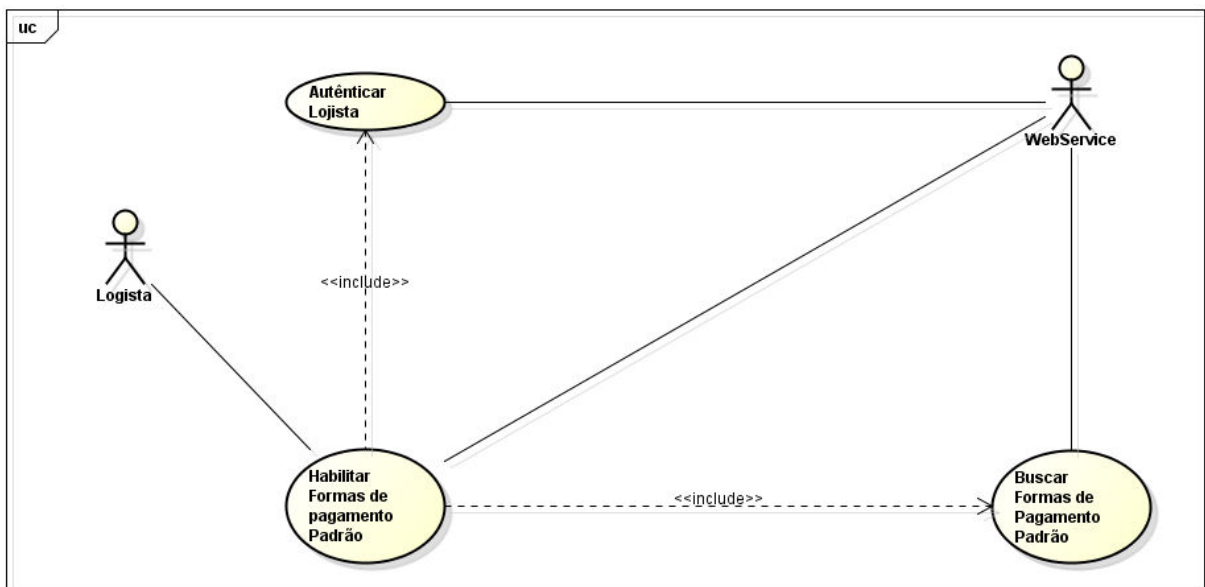 uc
Autênticar
Lojista
WebService
<<include>>
Logista
Habilitar
Formas de
pagamento
Padrão
<<include>>
Buscar
Formas de
Pagamento
Padrão